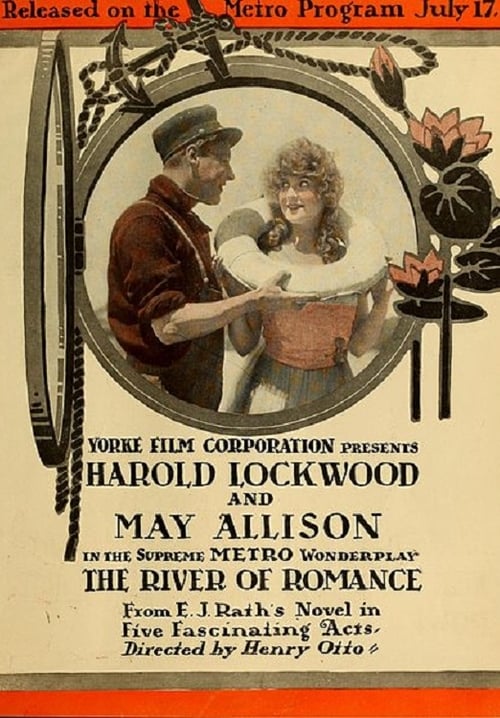 Released on the Metro Program July 17.
YORKE FILM CORPORATION PRESENTS
HAROLD LOCKWOOD
AND
MAY ALLISON
IN THE SUPREME METRO WONDERPLAY
THE RIVER OF ROMANCE
From E. J. Rath's Novel in
Five Fascinating Acts.
Directed by Henry Otto